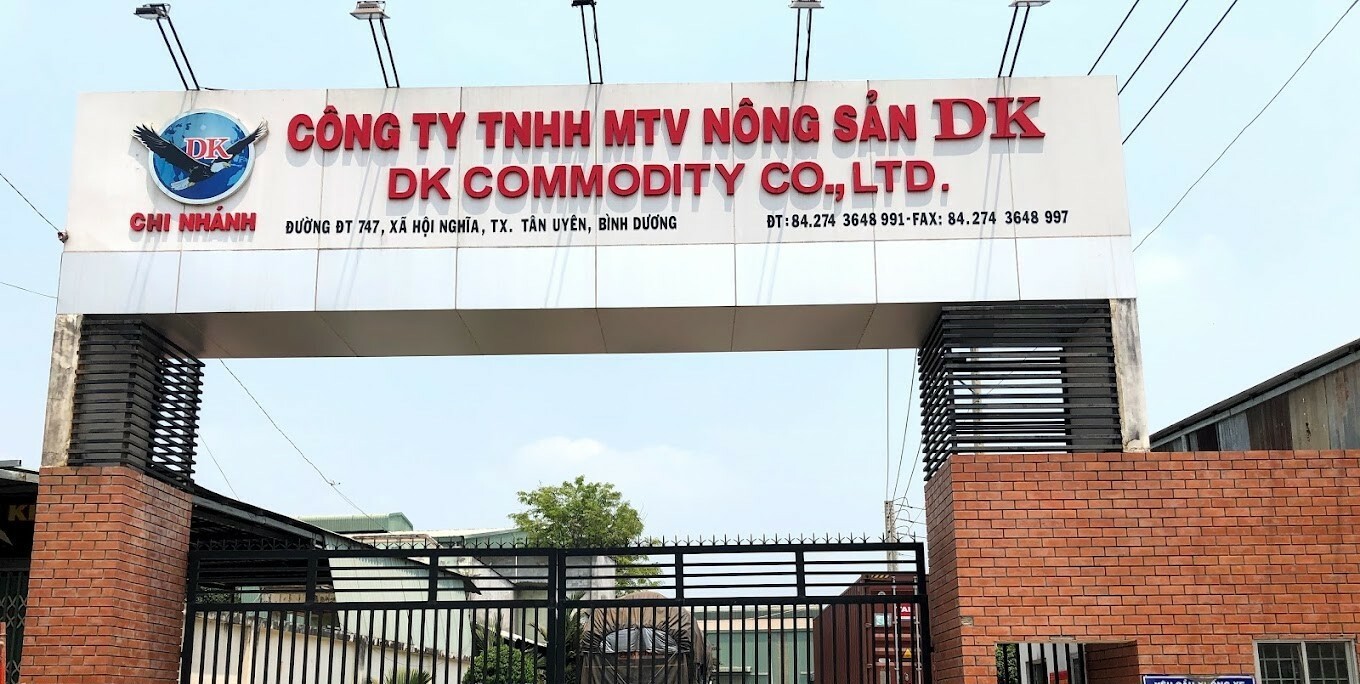 DK
CHI NHÁNH
CÔNG TY TNHH MTV NÔNG SẢN DK
DK COMMODITY CO., LTD.
ĐƯỜNG ĐT 747, XÃ HỘI NGHĨA, TX. TÂN UYÊN, BÌNH DƯƠNG
ĐT: 84.274 3648 991 - FAX: 84.274 3648 997